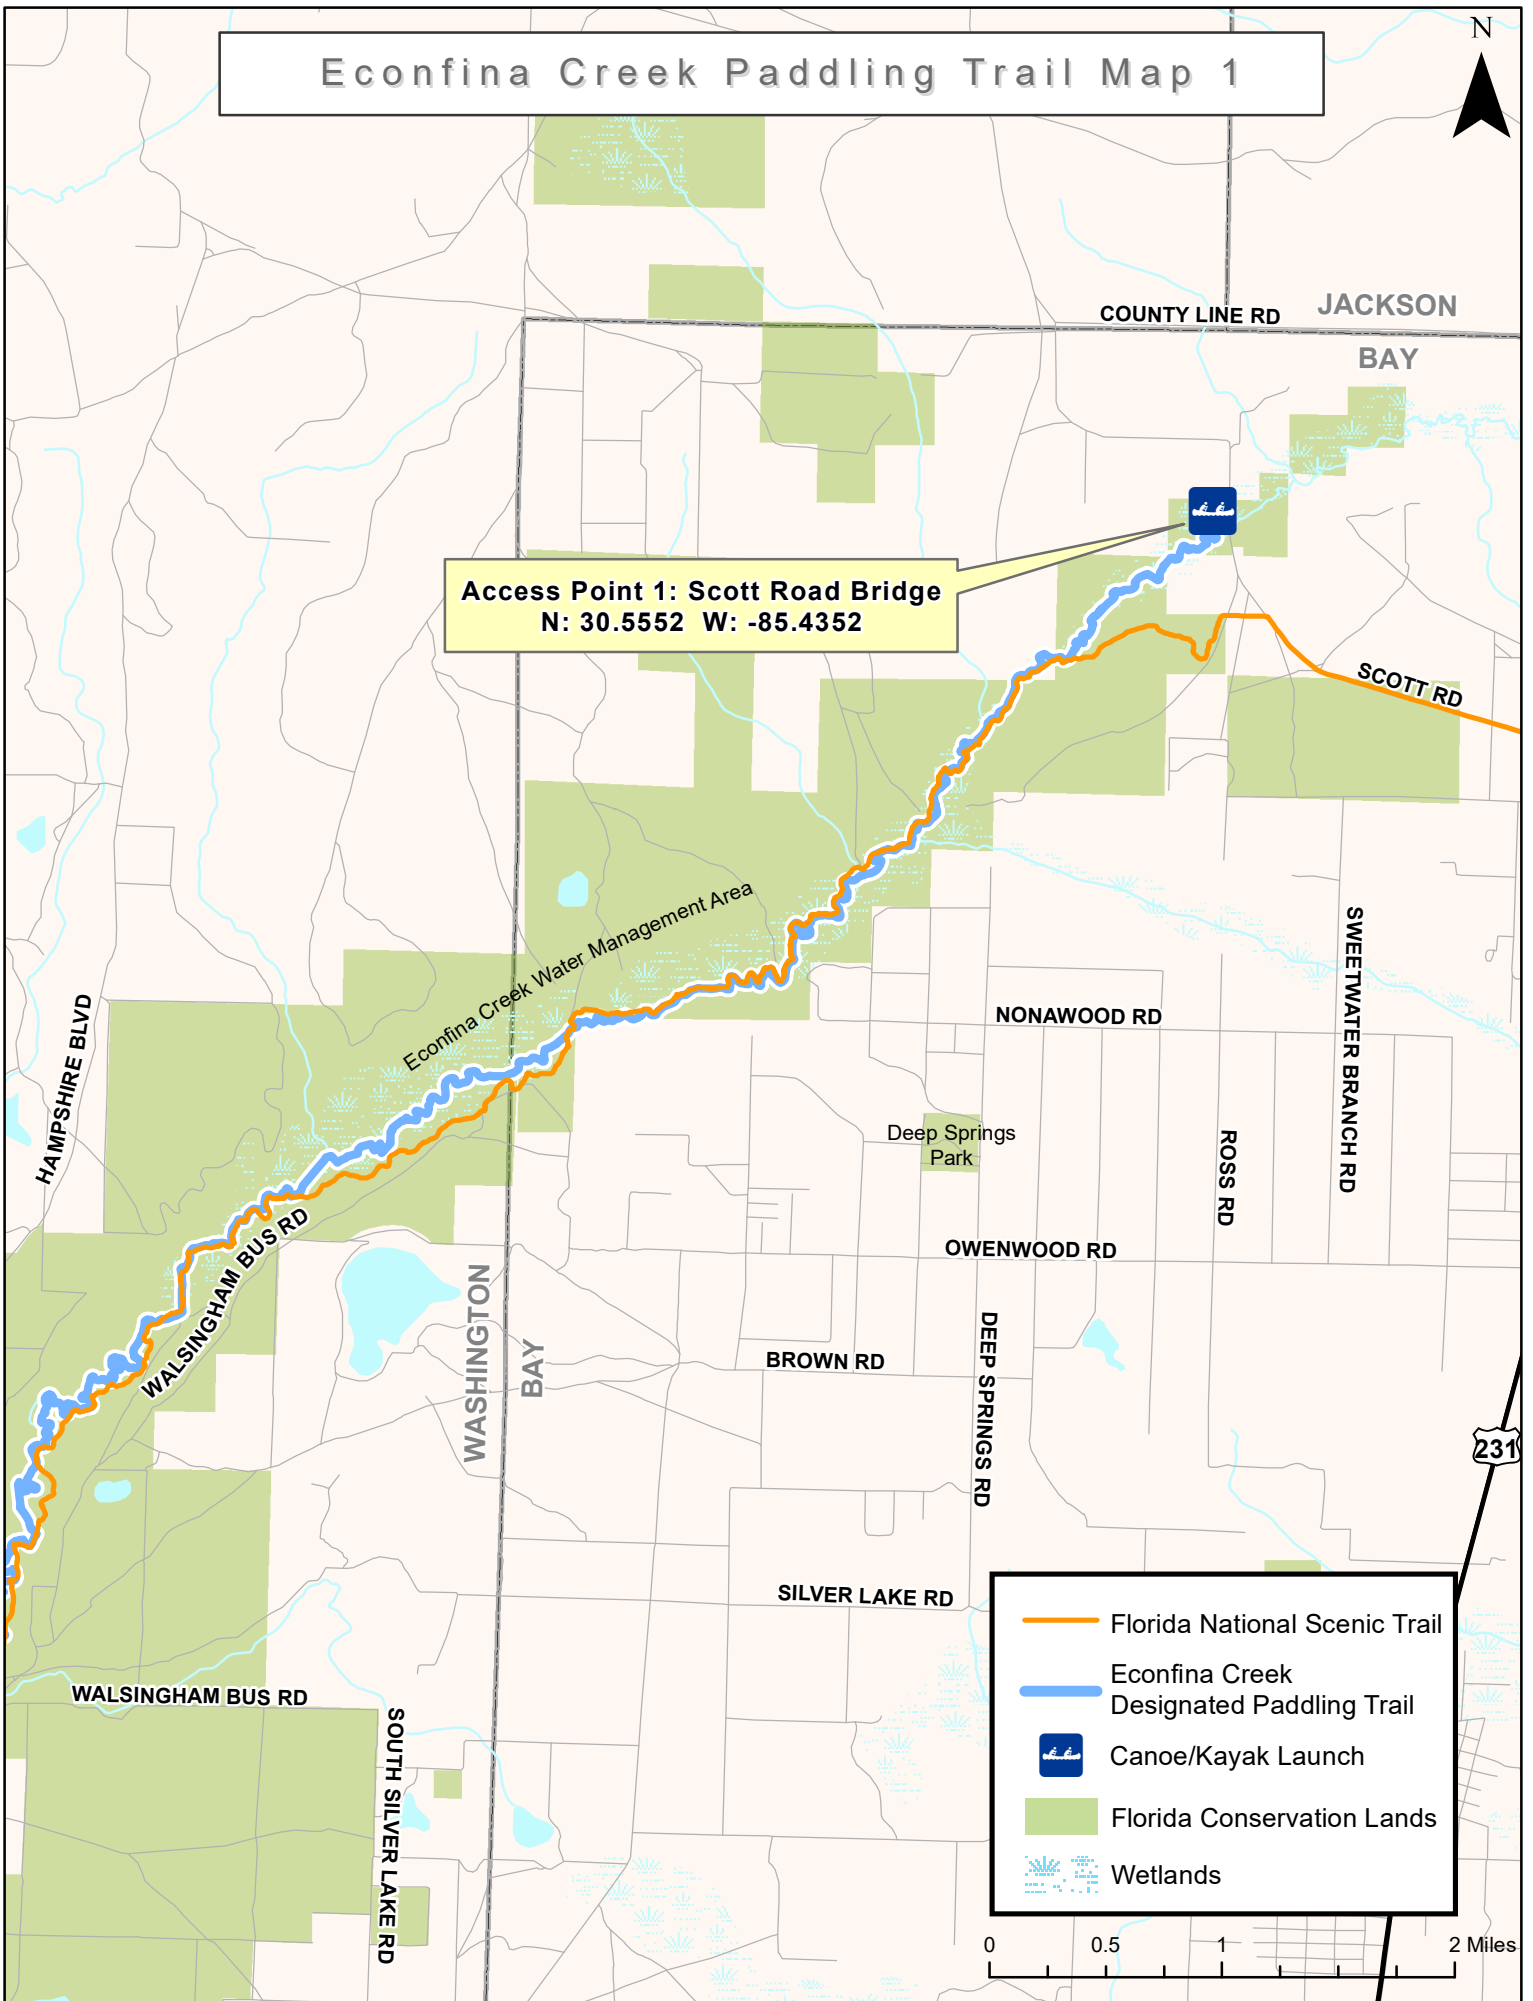 Econfina Creek Paddling Trail Map 1
N
COUNTY LINE RD
JACKSON
BAY
Access Point 1: Scott Road Bridge
N: 30.5552 W: -85.4352
SCOTT RD
Econfina Creek Water Management Area
HAMPSHIRE BLVD
NONAWOOD RD
SWEETWATER BRANCH RD
Deep Springs
Park
ROSS RD
WALSINGHAM BUS RD
OWENWOOD RD
WASHINGTON
BAY
BROWN RD
DEEP SPRINGS RD
231
SILVER LAKE RD
WALSINGHAM BUS RD
SOUTH SILVER LAKE RD
Florida National Scenic Trail
Econfina Creek
Designated Paddling Trail
Canoe/Kayak Launch
Florida Conservation Lands
Wetlands
0 0.5 1 2 Miles